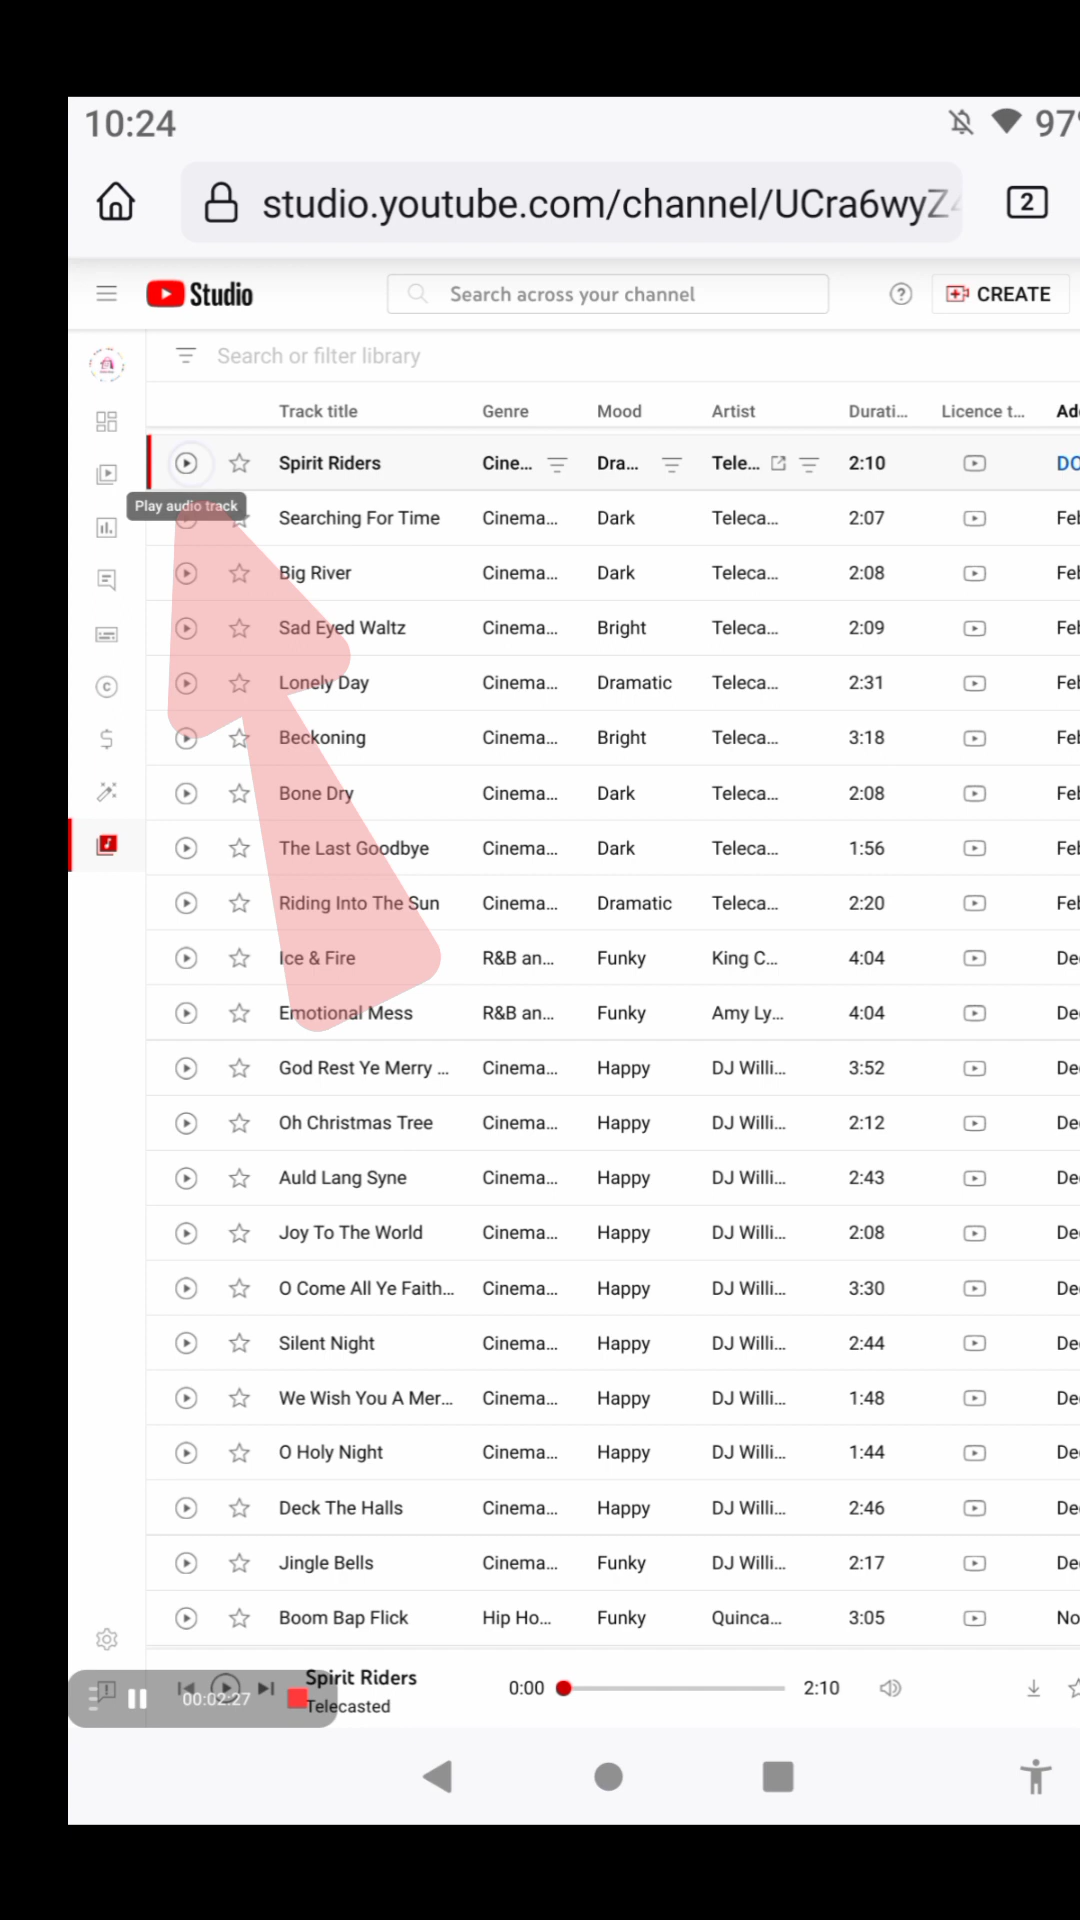 10:24 97%
studio.youtube.com/channel/UCra6wyZ4 2
Studio Search across your channel ? CREATE
Search or filter library
Track title Genre Mood Artist Durati... Licence t... Ad
Spirit Riders Cine... Dra... Tele... 2:10 DO
Play audio track
Searching For Time Cinema... Dark Teleca... 2:07 Feb
Big River Cinema... Dark Teleca... 2:08 Feb
Sad Eyed Waltz Cinema... Bright Teleca... 2:09 Feb
Lonely Day Cinema... Dramatic Teleca... 2:31 Feb
Beckoning Cinema... Bright Teleca... 3:18 Feb
Bone Dry Cinema... Dark Teleca... 2:08 Feb
The Last Goodbye Cinema... Dark Teleca... 1:56 Feb
Riding Into The Sun Cinema... Dramatic Teleca... 2:20 Feb
Ice & Fire R&B an... Funky King C... 4:04 De
Emotional Mess R&B an... Funky Amy Ly... 4:04 De
God Rest Ye Merry ... Cinema... Happy DJ Willi... 3:52 De
Oh Christmas Tree Cinema... Happy DJ Willi... 2:12 De
Auld Lang Syne Cinema... Happy DJ Willi... 2:43 De
Joy To The World Cinema... Happy DJ Willi... 2:08 De
O Come All Ye Faith... Cinema... Happy DJ Willi... 3:30 De
Silent Night Cinema... Happy DJ Willi... 2:44 De
We Wish You A Mer... Cinema... Happy DJ Willi... 1:48 De
O Holy Night Cinema... Happy DJ Willi... 1:44 De
Deck The Halls Cinema... Happy DJ Willi... 2:46 De
Jingle Bells Cinema... Funky DJ Willi... 2:17 De
Boom Bap Flick Hip Ho... Funky Quinca... 3:05 No
Spirit Riders 0:00 2:10
00:02:27
Telecasted